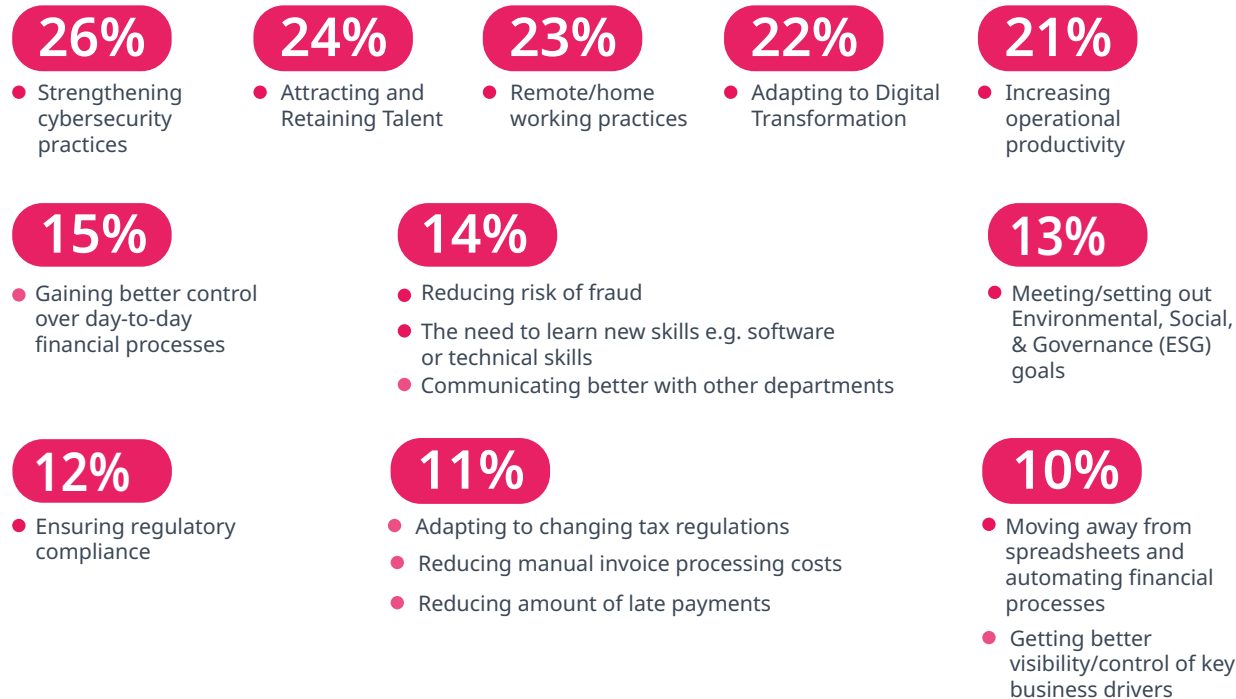 26%
Strengthening
cybersecurity
practices
24%
Attracting and
Retaining Talent
23%
Remote/home
working practices
22%
Adapting to Digital
Transformation
21%
Increasing
operational
productivity
15%
Gaining better control
over day-to-day
financial processes
14%
Reducing risk of fraud
The need to learn new skills e.g. software
or technical skills
Communicating better with other departments
13%
Meeting/setting out
Environmental, Social,
& Governance (ESG)
goals
12%
Ensuring regulatory
compliance
11%
Adapting to changing tax regulations
Reducing manual invoice processing costs
Reducing amount of late payments
10%
Moving away from
spreadsheets and
automating financial
processes
Getting better
visibility/control of key
business drivers